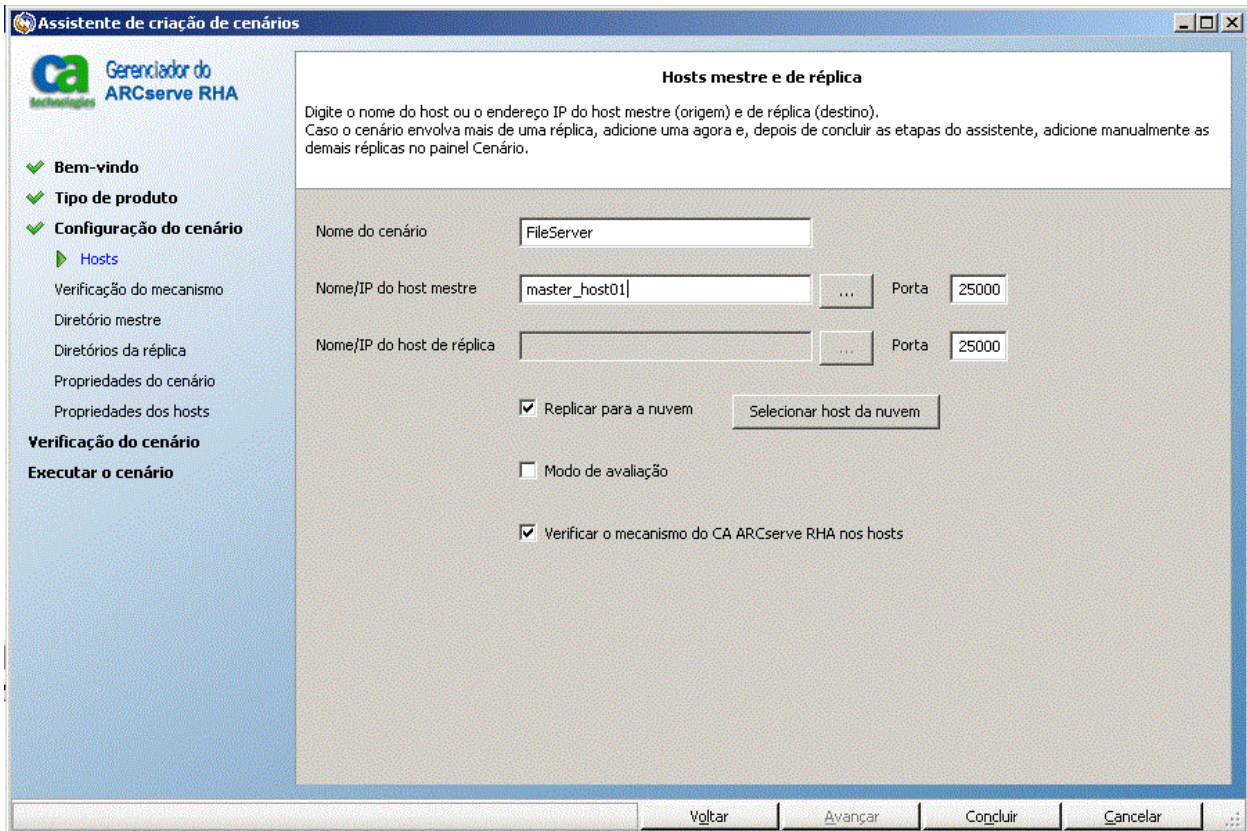 Assistente de criação de cenários
ca
technologies
Gerenciador do
ARCserve RHA
Bem-vindo
Tipo de produto
Configuração do cenário
Hosts
Verificação do mecanismo
Diretório mestre
Diretórios da réplica
Propriedades do cenário
Propriedades dos hosts
Verificação do cenário
Executar o cenário
Hosts mestre e de réplica
Digite o nome do host ou o endereço IP do host mestre (origem) e de réplica (destino).
Caso o cenário envolva mais de uma réplica, adicione uma agora e, depois de concluir as etapas do assistente, adicione manualmente as
demais réplicas no painel Cenário.
Nome do cenário FileServer
Nome/IP do host mestre master_host01 ... Porta 25000
Nome/IP do host de réplica ... Porta 25000
Replicar para a nuvem Selecionar host da nuvem
Modo de avaliação
Verificar o mecanismo do CA ARCserve RHA nos hosts
Voltar Avançar Concluir Cancelar